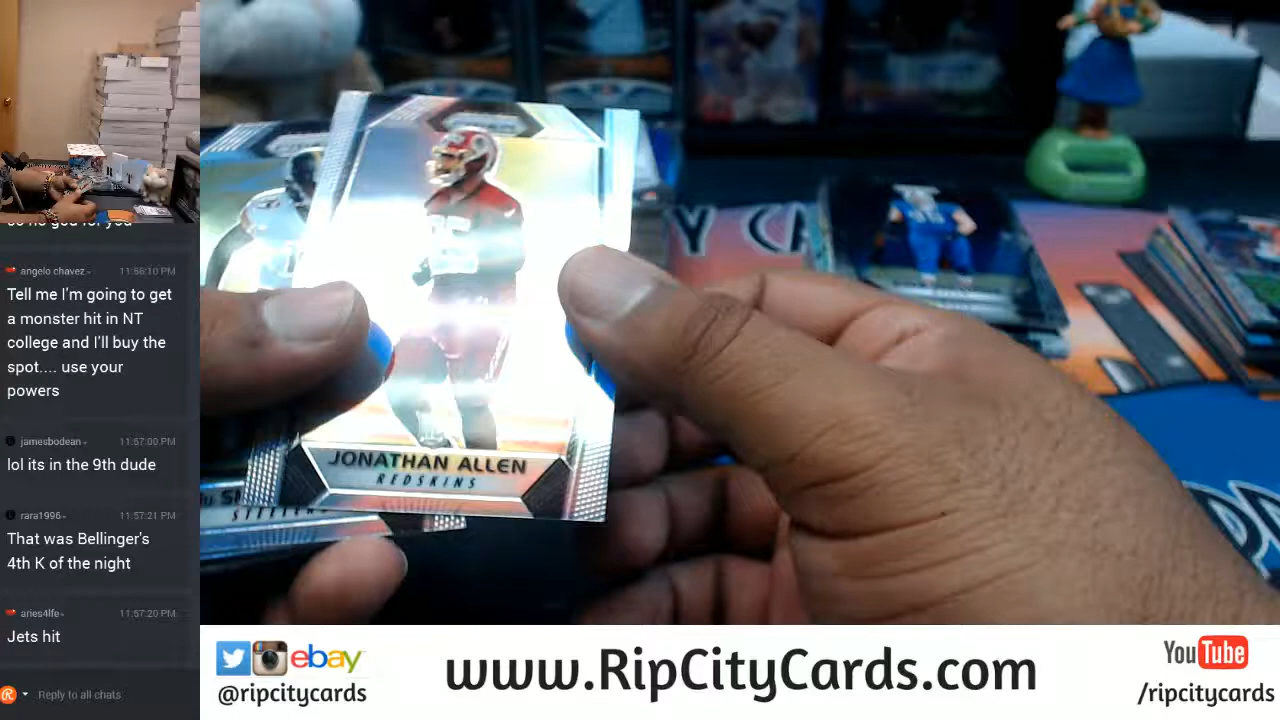 angelo chavez 11:56:10 PM
Tell me I'm going to get
a monster hit in NT
college and I'll buy the
spot.... use your
powers
jamesbodean 11:57:00 PM
lol its in the 9th dude
rara1996 11:57:21 PM
That was Bellinger's
4th K of the night
aries4lfe 11:57:20 PM
Jets hit
Reply to all chats
JONATHAN ALLEN
REDSKINS
STEELERS
Y CA
ebay
@ripcitycards
www.RipCityCards.com
YouTube
/ripcitycards